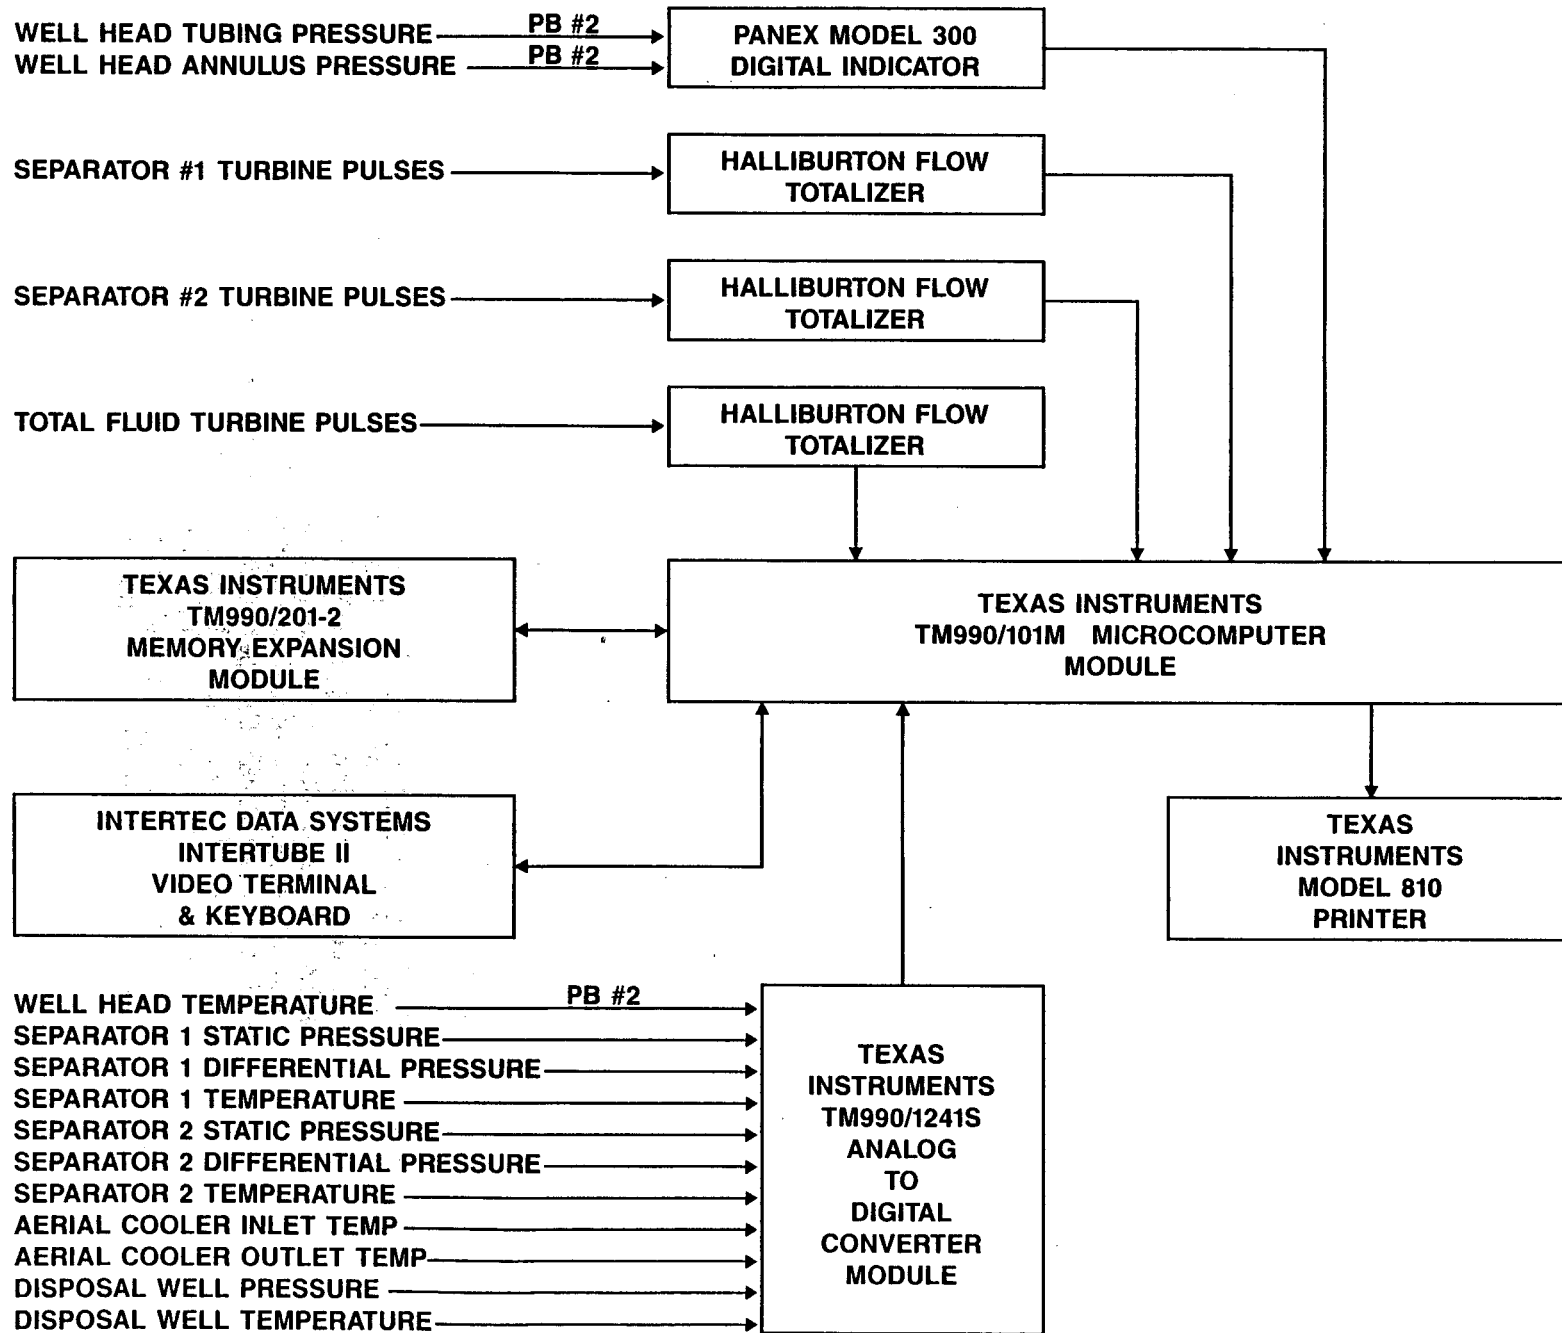 WELL HEAD TUBING PRESSURE PB #2
WELL HEAD ANNULUS PRESSURE PB #2
PANEX MODEL 300
DIGITAL INDICATOR
SEPARATOR #1 TURBINE PULSES
HALLIBURTON FLOW
TOTALIZER
SEPARATOR #2 TURBINE PULSES
HALLIBURTON FLOW
TOTALIZER
TOTAL FLUID TURBINE PULSES
HALLIBURTON FLOW
TOTALIZER
TEXAS INSTRUMENTS
TM990/201-2
MEMORY EXPANSION
MODULE
TEXAS INSTRUMENTS
TM990/101M MICROCOMPUTER
MODULE
INTERTEC DATA SYSTEMS
INTERTUBE II
VIDEO TERMINAL
& KEYBOARD
TEXAS
INSTRUMENTS
MODEL 810
PRINTER
WELL HEAD TEMPERATURE PB #2
SEPARATOR 1 STATIC PRESSURE
SEPARATOR 1 DIFFERENTIAL PRESSURE
SEPARATOR 1 TEMPERATURE
SEPARATOR 2 STATIC PRESSURE
SEPARATOR 2 DIFFERENTIAL PRESSURE
SEPARATOR 2 TEMPERATURE
AERIAL COOLER INLET TEMP
AERIAL COOLER OUTLET TEMP
DISPOSAL WELL PRESSURE
DISPOSAL WELL TEMPERATURE
TEXAS
INSTRUMENTS
TM990/1241S
ANALOG
TO
DIGITAL
CONVERTER
MODULE